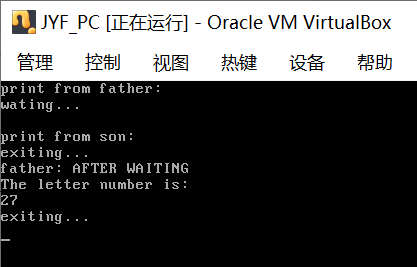 JYF_PC [正在运行] - Oracle VM VirtualBox
管理 控制 视图 热键 设备 帮助
print from father:
wating...
print from son:
exiting...
father: AFTER WAITING
The letter number is:
27
exiting...